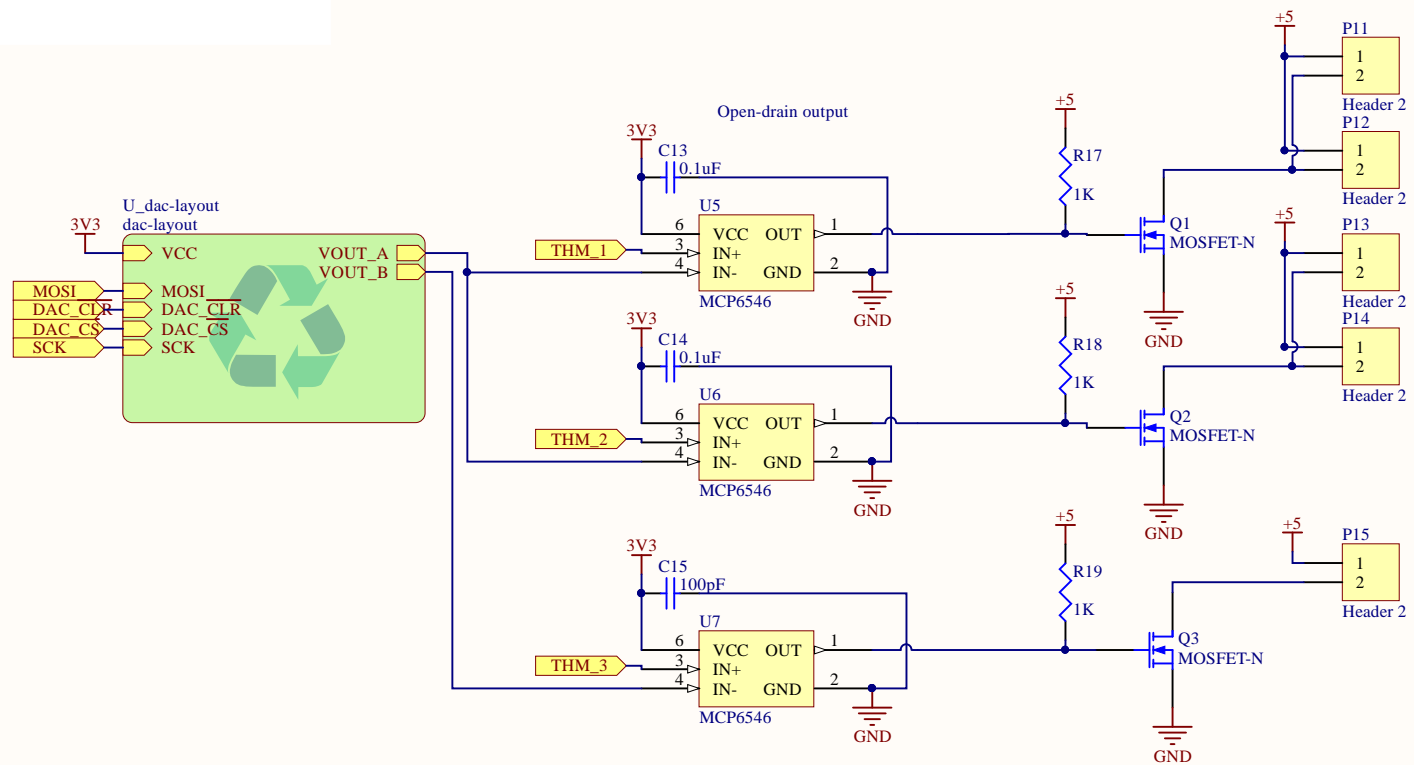 +5
P11
1
2
Header 2
P12
1
2
Header 2
+5
P13
1
2
Header 2
P14
1
2
Header 2
Open-drain output
3V3
C13
0.1uF
U5
6
VCC
OUT
1
THM_1
3
IN+
4
IN-
GND
2
MCP6546
GND
+5
R17
1K
Q1
MOSFET-N
GND
U_dac-layout
dac-layout
3V3
VCC
VOUT_A
VOUT_B
MOSI
MOSI
DAC_CLR
DAC_CLR
DAC_CS
DAC_CS
SCK
SCK
3V3
C14
0.1uF
U6
6
VCC
OUT
1
THM_2
3
IN+
4
IN-
GND
2
MCP6546
GND
+5
R18
1K
Q2
MOSFET-N
GND
3V3
C15
100pF
U7
6
VCC
OUT
1
THM_3
3
IN+
4
IN-
GND
2
MCP6546
GND
+5
R19
1K
Q3
MOSFET-N
GND
+5
P15
1
2
Header 2